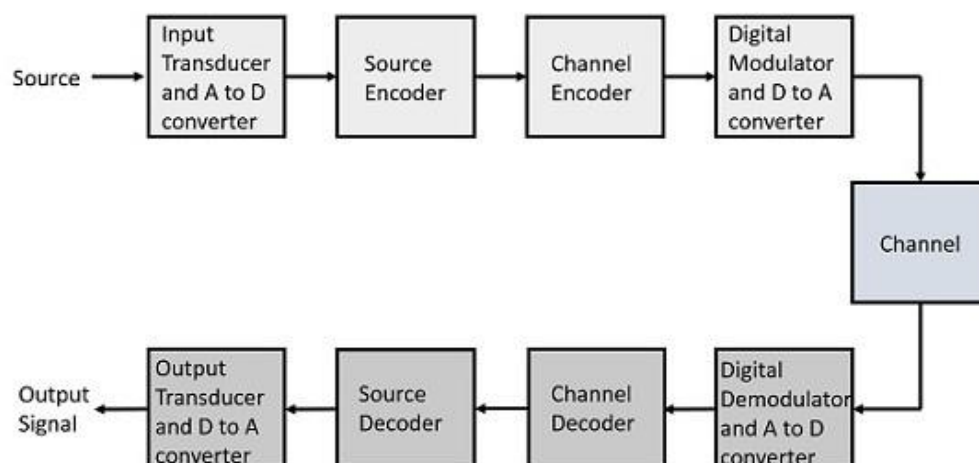 Source
Input
Transducer
and A to D
converter
Source
Encoder
Channel
Encoder
Digital
Modulator
and D to A
converter
Channel
Output
Signal
Output
Transducer
and D to A
converter
Source
Decoder
Channel
Decoder
Digital
Demodulator
and A to D
converter